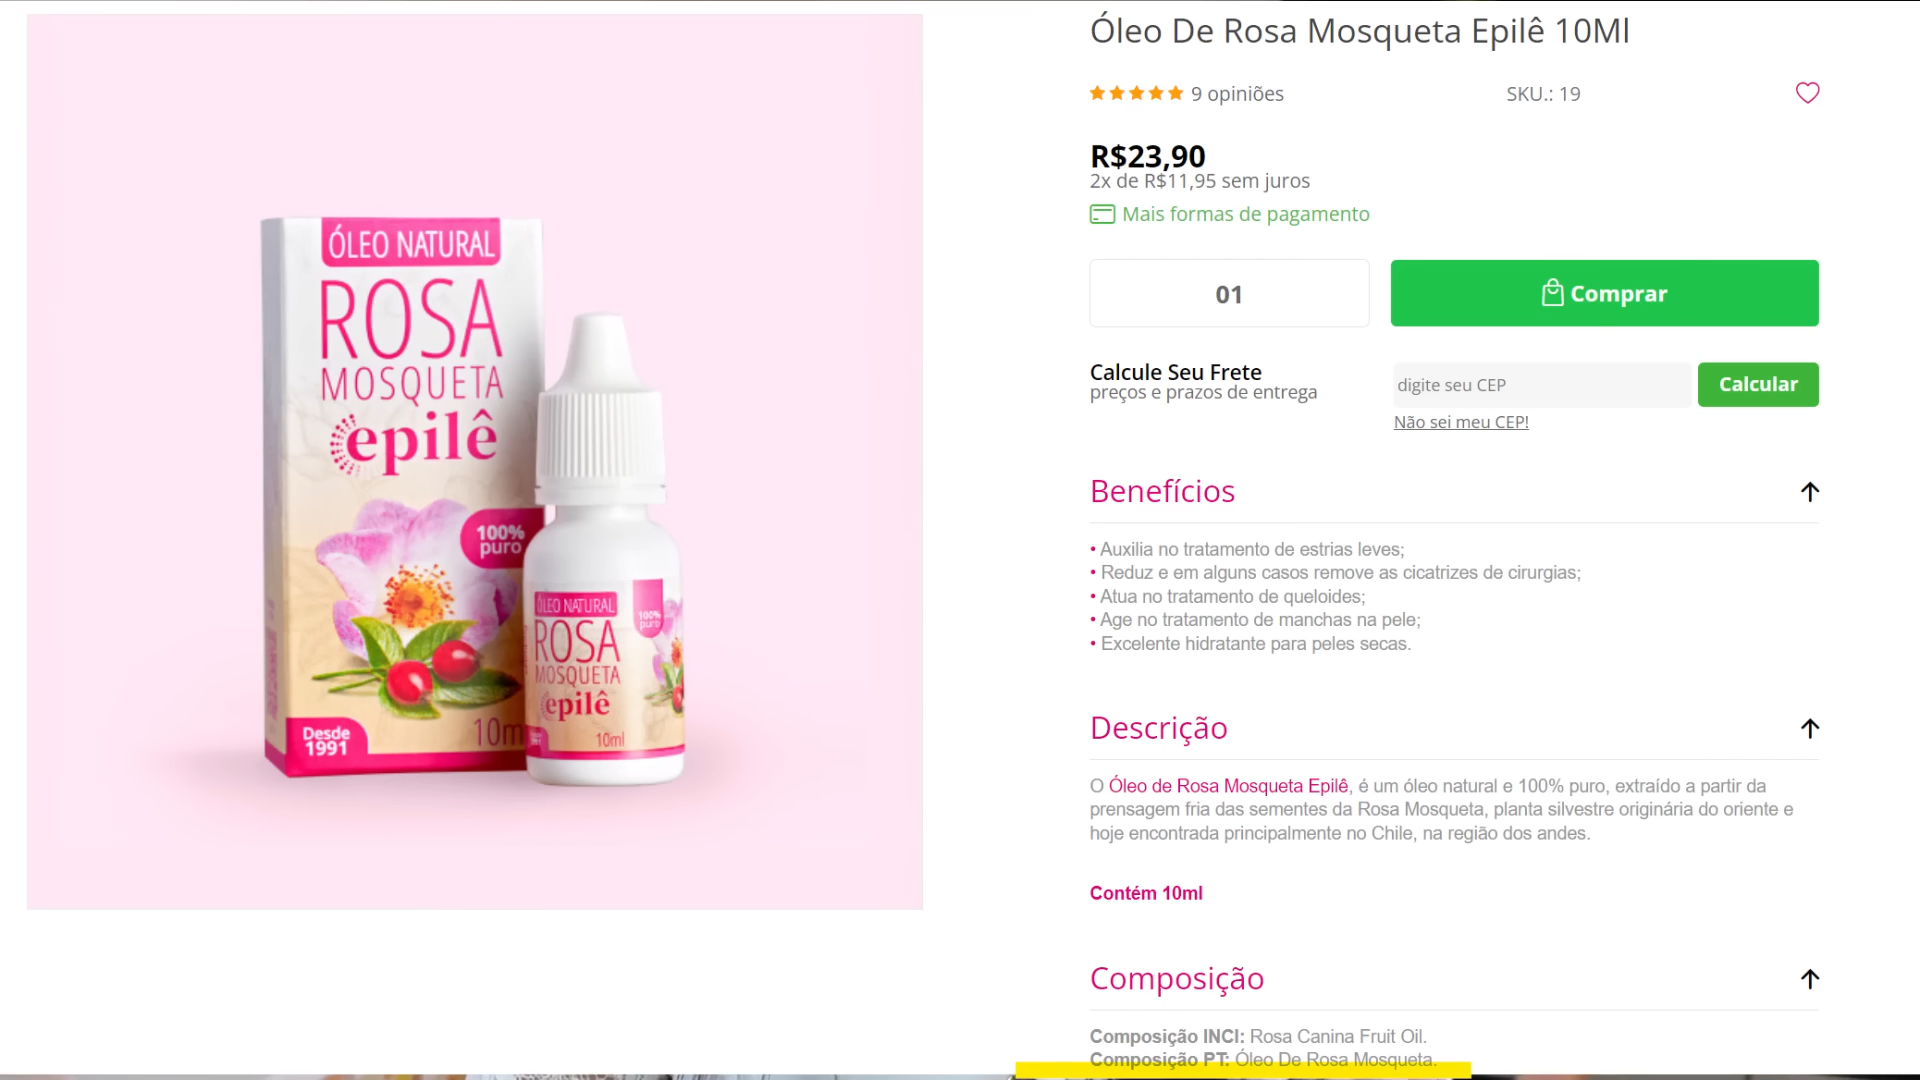 Óleo De Rosa Mosqueta Epilê 10Ml
9 opiniões
SKU.: 19
R$23,90
2x de R$11,95 sem juros
Mais formas de pagamento
01
Comprar
Calcule Seu Frete
preços e prazos de entrega
digite seu CEP
Calcular
Não sei meu CEP!
Benefícios
• Auxilia no tratamento de estrias leves;
• Reduz e em alguns casos remove as cicatrizes de cirurgias;
• Atua no tratamento de queloides;
• Age no tratamento de manchas na pele;
• Excelente hidratante para peles secas.
Descrição
O Óleo de Rosa Mosqueta Epilê, é um óleo natural e 100% puro, extraído a partir da
prensagem fria das sementes da Rosa Mosqueta, planta silvestre originária do oriente e
hoje encontrada principalmente no Chile, na região dos andes.
Contém 10ml
Composição
Composição INCI: Rosa Canina Fruit Oil.
Composição PT: Óleo De Rosa Mosqueta.
ÓLEO NATURAL
ROSA
MOSQUETA
epilê
100%
puro
Desde
1991
10m
ÓLEO NATURAL
100%
puro
ROSA
MOSQUETA
epilê
10ml